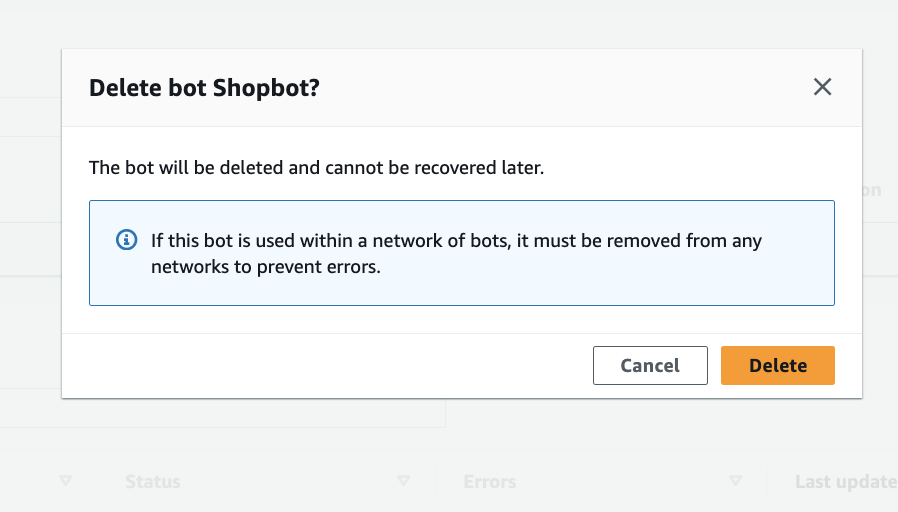 Delete bot Shopbot?
on
The bot will be deleted and cannot be recovered later.
If this bot is used within a network of bots, it must be removed from any
networks to prevent errors.
Cancel
Delete
Status
Errors
Last update